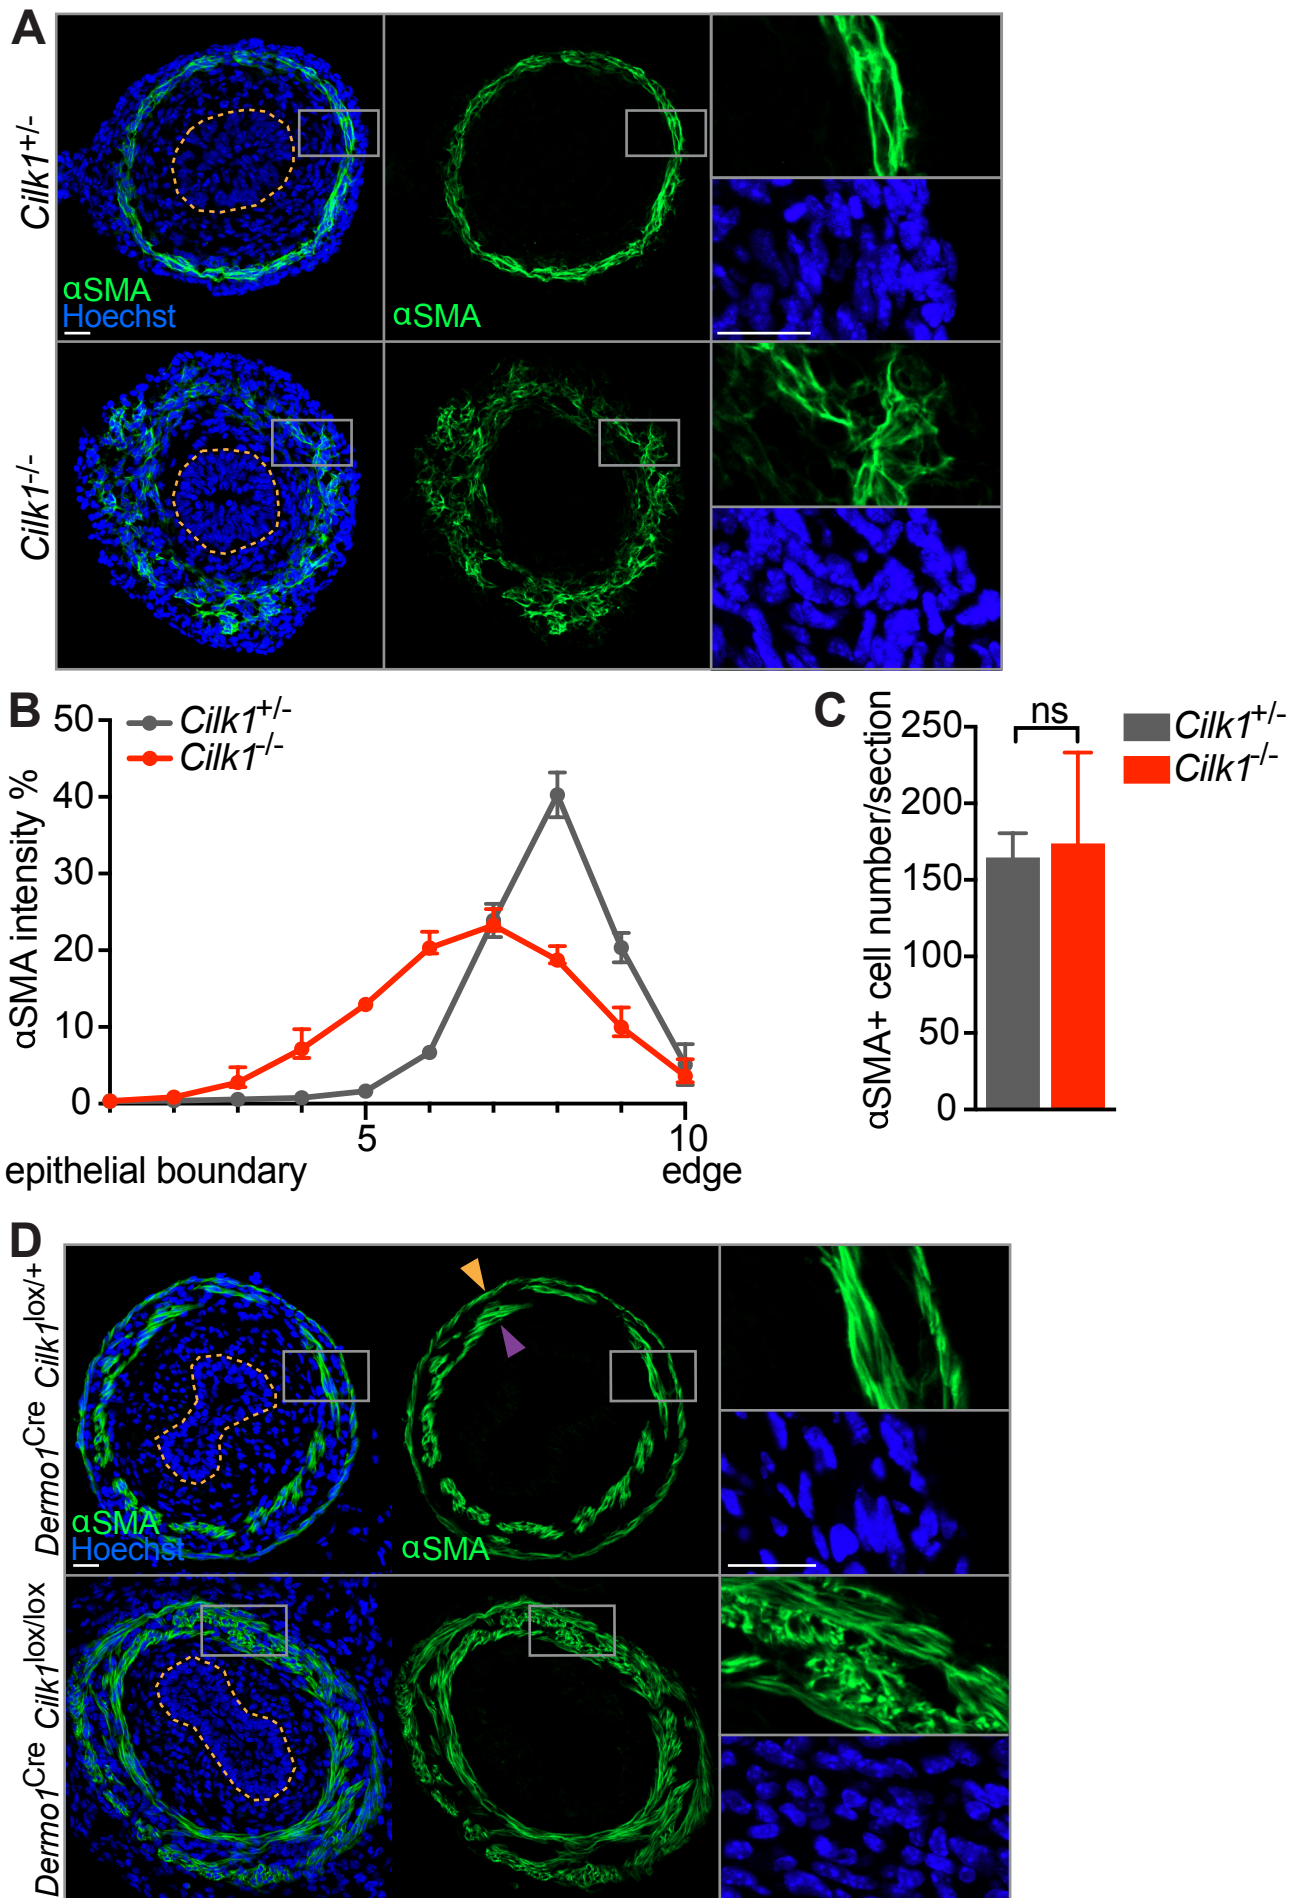 A
Cilk1+/-
αSMA
Hoechst
αSMA
Cilk1-/-
B
αSMA intensity %
50
40
30
20
10
0
Cilk1+/-
Cilk1-/-
5
10
epithelial boundary
edge
C
αSMA+ cell number/section
250
200
150
100
50
0
ns
Cilk1+/-
Cilk1-/-
D
Dermo1Cre Cilk1lox/+
αSMA
Hoechst
αSMA
Dermo1Cre Cilk1lox/lox